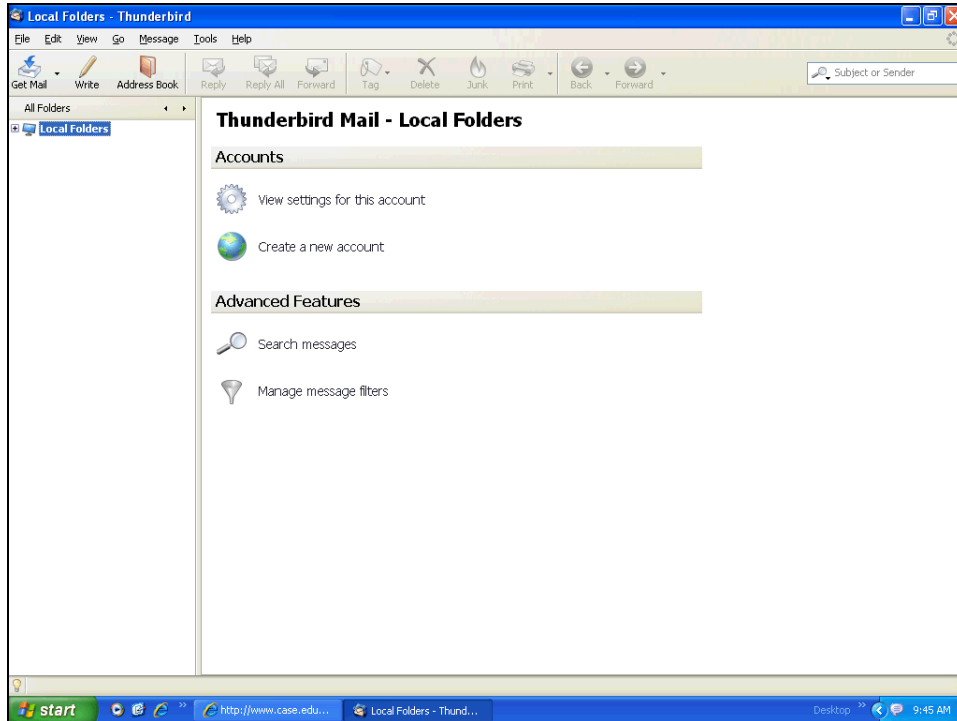 Local Folders - Thunderbird
File Edit View Go Message Tools Help
Get Mail Write Address Book Reply Reply All Forward Tag Delete Junk Print Back Forward Subject or Sender
All Folders
Local Folders
Thunderbird Mail - Local Folders
Accounts
View settings for this account
Create a new account
Advanced Features
Search messages
Manage message filters
start http://www.case.edu... Local Folders - Thund... Desktop 9:45 AM